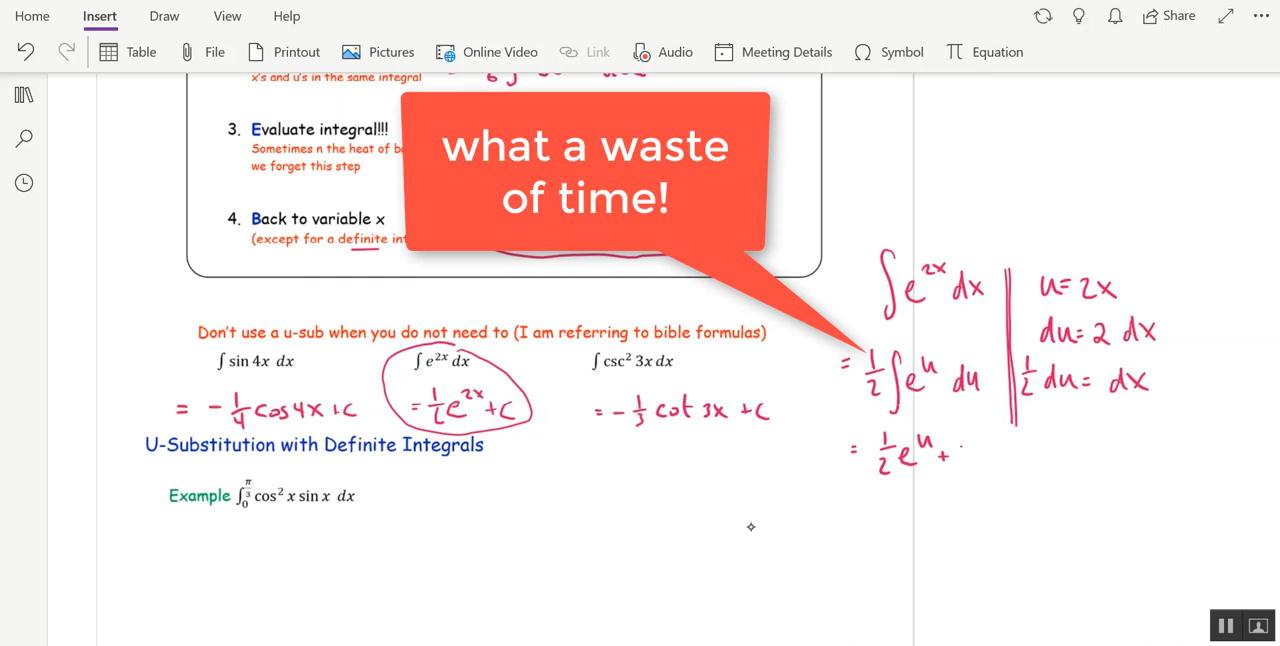 Home Insert Draw View Help Share
Table File Printout Pictures Online Video Link Audio Meeting Details Symbol Equation
x's and u's in the same integral
3. Evaluate integral!!!
Sometimes n the heat of
we forget this step
4. Back to variable x
(except for a definite
what a waste
of time!
Don't use a u-sub when you do not need to (I am referring to bible formulas)
∫ sin 4x dx ∫ e^{2x} dx ∫ csc² 3x dx
= - 1/4 cos 4x + c = 1/2 e^{2x} + c = - 1/3 cot 3x + c
∫ e^{2x} dx u = 2x
du = 2 dx
= 1/2 ∫ e^u du 1/2 du = dx
= 1/2 e^u +
U-Substitution with Definite Integrals
Example ∫_0^{π/3} cos² x sin x dx